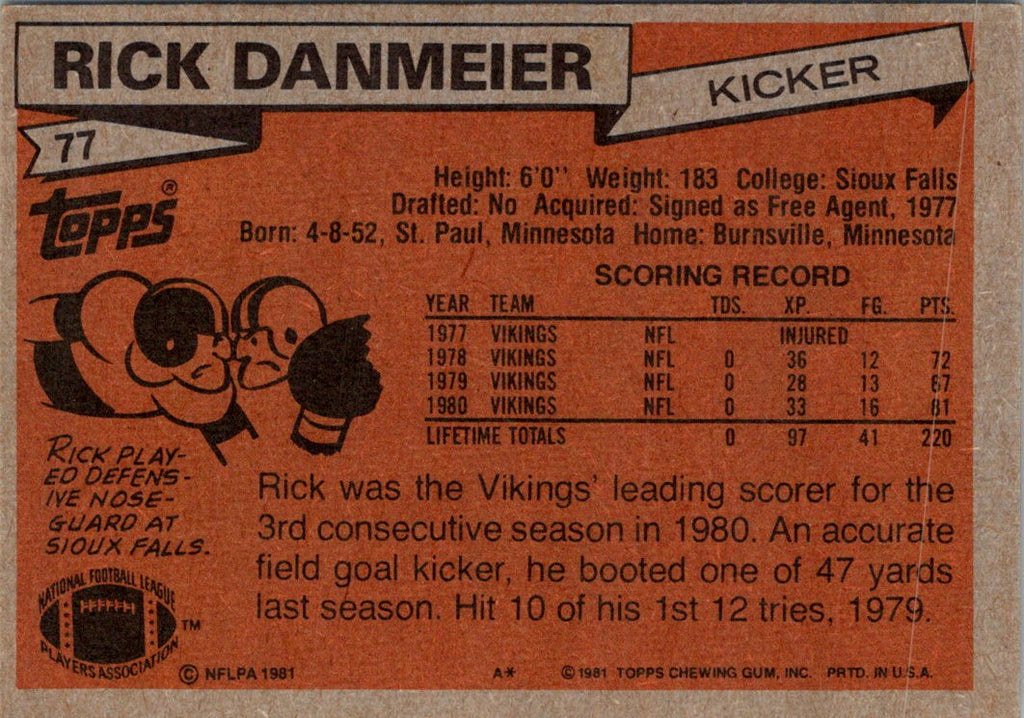 RICK DANMEIER
KICKER
77
TOPPS®
Height: 6'0'' Weight: 183 College: Sioux Falls
Drafted: No Acquired: Signed as Free Agent, 1977
Born: 4-8-52, St. Paul, Minnesota Home: Burnsville, Minnesota
SCORING RECORD
YEAR TEAM TDS. XP. FG. PTS.
1977 VIKINGS NFL INJURED
1978 VIKINGS NFL 0 36 12 72
1979 VIKINGS NFL 0 28 13 67
1980 VIKINGS NFL 0 33 16 81
LIFETIME TOTALS 0 97 41 220
RICK PLAY-
ED DEFENS-
IVE NOSE-
GUARD AT
SIOUX FALLS.
Rick was the Vikings' leading scorer for the
3rd consecutive season in 1980. An accurate
field goal kicker, he booted one of 47 yards
last season. Hit 10 of his 1st 12 tries, 1979.
NATIONAL FOOTBALL LEAGUE
PLAYERS ASSOCIATION
TM
© NFLPA 1981 A* © 1981 TOPPS CHEWING GUM, INC. PRTD. IN U.S.A.